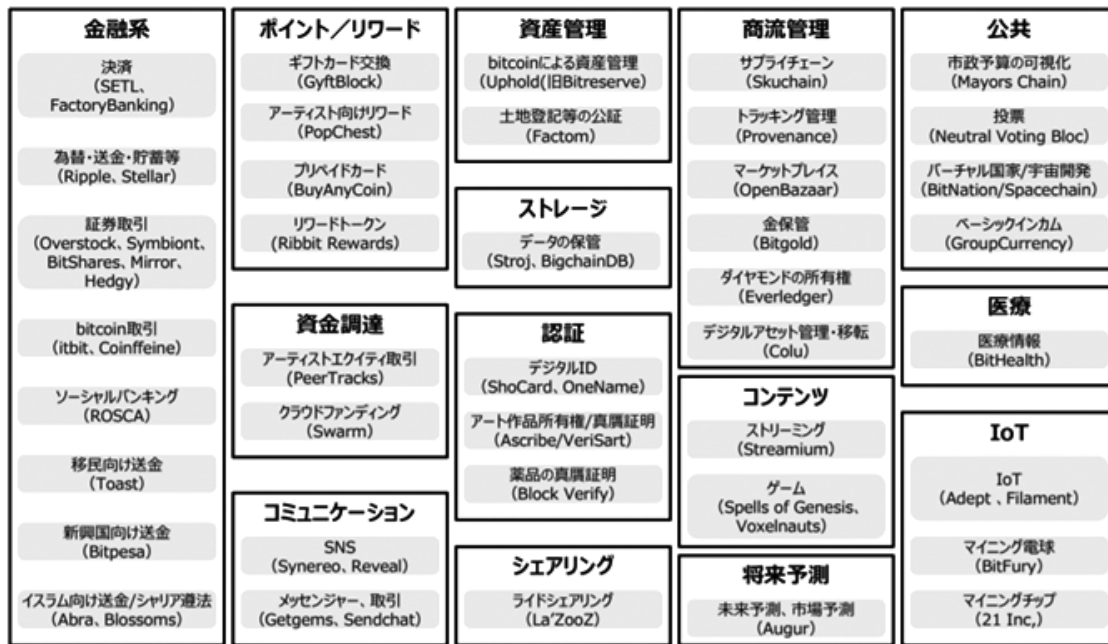 金融系
決済
(SETL、
FactoryBanking)
為替・送金・貯蓄等
(Ripple、Stellar)
証券取引
(Overstock、Symbiont、
BitShares、Mirror、
Hedgy)
bitcoin取引
(itbit、Coinffeine)
ソーシャルバンキング
(ROSCA)
移民向け送金
(Toast)
新興国向け送金
(Bitpesa)
イスラム向け送金/シャリア遵法
(Abra、Blossoms)
ポイント／リワード
ギフトカード交換
(GyftBlock)
アーティスト向けリワード
(PopChest)
プリペイドカード
(BuyAnyCoin)
リワードトークン
(Ribbit Rewards)
資金調達
アーティストエクイティ取引
(PeerTracks)
クラウドファンディング
(Swarm)
コミュニケーション
SNS
(Synereo、Reveal)
メッセンジャー、取引
(Getgems、Sendchat)
資産管理
bitcoinによる資産管理
(Uphold(旧Bitreserve)
土地登記等の公証
(Factom)
ストレージ
データの保管
(Stroj、BigchainDB)
認証
デジタルID
(ShoCard、OneName)
アート作品所有権/真贋証明
(Ascribe/VeriSart)
薬品の真贋証明
(Block Verify)
シェアリング
ライドシェアリング
(La'ZooZ)
商流管理
サプライチェーン
(Skuchain)
トラッキング管理
(Provenance)
マーケットプレイス
(OpenBazaar)
金保管
(Bitgold)
ダイヤモンドの所有権
(Everledger)
デジタルアセット管理・移転
(Colu)
コンテンツ
ストリーミング
(Streamium)
ゲーム
(Spells of Genesis、
Voxelnauts)
将来予測
未来予測、市場予測
(Augur)
公共
市政予算の可視化
(Mayors Chain)
投票
(Neutral Voting Bloc)
バーチャル国家/宇宙開発
(BitNation/Spacechain)
ベーシックインカム
(GroupCurrency)
医療
医療情報
(BitHealth)
IoT
IoT
(Adept 、Filament)
マイニング電球
(BitFury)
マイニングチップ
(21 Inc,)